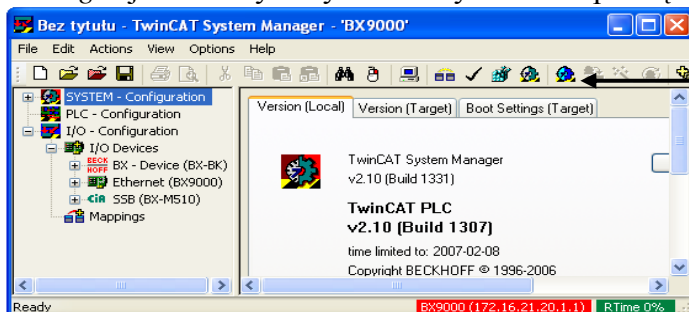 Bez tytułu - TwinCAT System Manager - 'BX9000'
File Edit Actions View Options Help
SYSTEM - Configuration
PLC - Configuration
I/O - Configuration
I/O Devices
BECKHOFF BX - Device (BX-BK)
Ethernet (BX9000)
CiA SSB (BX-M510)
Mappings
Version (Local) Version (Target) Boot Settings (Target)
TwinCAT System Manager
v2.10 (Build 1331)
TwinCAT PLC
v2.10 (Build 1307)
time limited to: 2007-02-08
Copyright BECKHOFF © 1996-2006
Ready BX9000 (172.16.21.20.1.1) RTime 0%